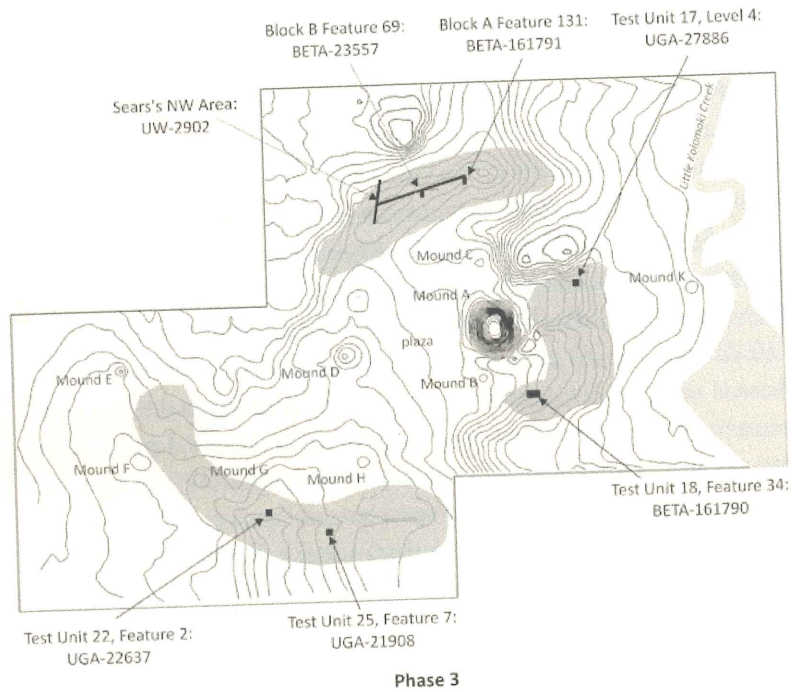 Block B Feature 69:
BETA-23557
Block A Feature 131:
BETA-161791
Test Unit 17, Level 4:
UGA-27886
Sears's NW Area:
UW-2902
Little Kolomoki Creek
Mound C
Mound K
Mound A
plaza
Mound D
Mound E
Mound B
Mound F
Mound G
Mound H
Test Unit 18, Feature 34:
BETA-161790
Test Unit 22, Feature 2:
UGA-22637
Test Unit 25, Feature 7:
UGA-21908
Phase 3